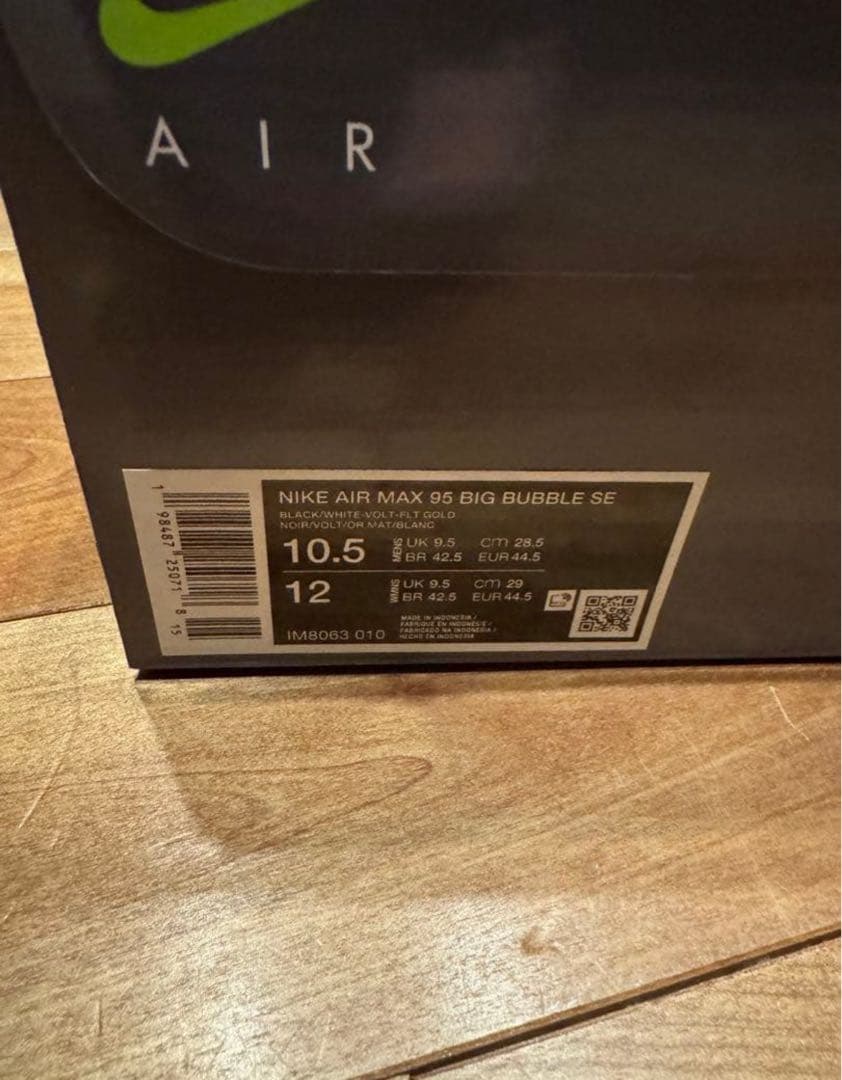 AIR
NIKE AIR MAX 95 BIG BUBBLE SE
BLACK/WHITE-VOLT-FLT GOLD
NOIR/VOLT/OR MAT/BLANC
10.5 MENS UK 9.5 CM 28.5
BR 42.5 EUR 44.5
12 WMNS UK 9.5 CM 29
BR 42.5 EUR 44.5
IM8063 010
MADE IN INDONESIA /
FABRIQUÉ EN INDONÉSIE /
FABRICADO NA INDONÉSIA /
HECHO EN INDONESIA
1 98487 25071 8 15